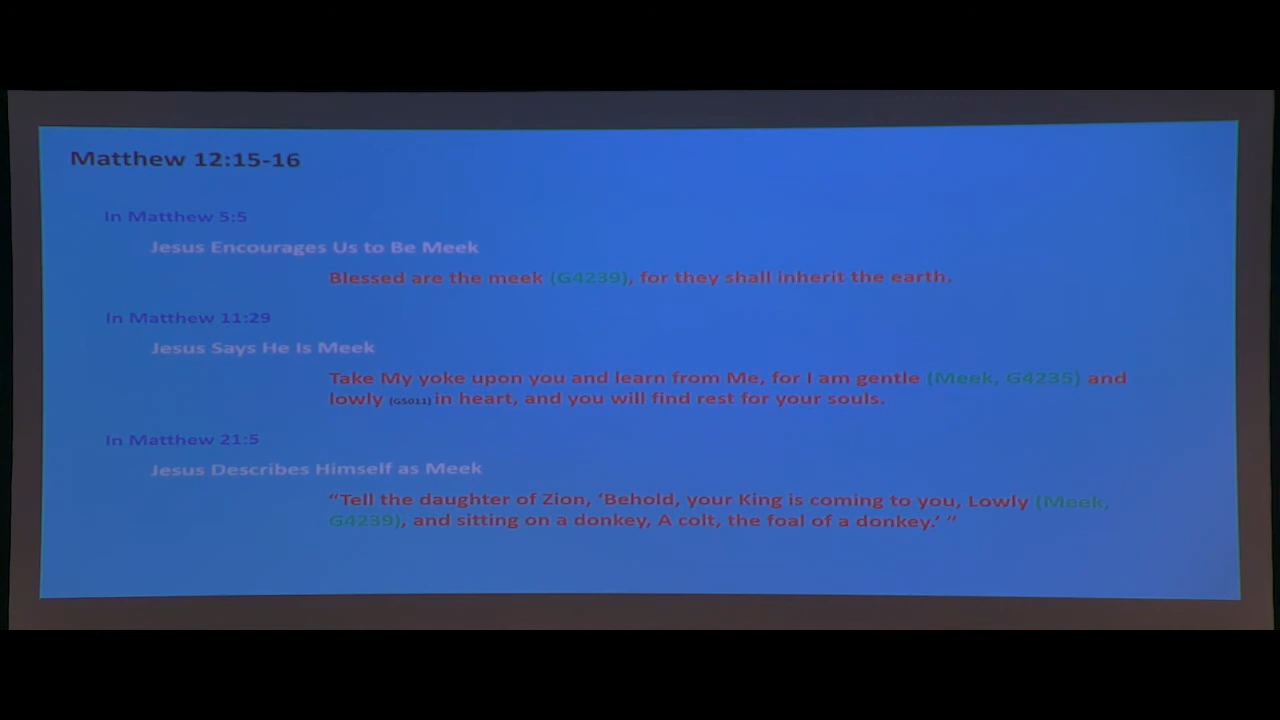 Matthew 12:15-16
In Matthew 5:5
Jesus Encourages Us to Be Meek
Blessed are the meek (G4239), for they shall inherit the earth.
In Matthew 11:29
Jesus Says He Is Meek
Take My yoke upon you and learn from Me, for I am gentle (Meek, G4235) and
lowly (G5011) in heart, and you will find rest for your souls.
In Matthew 21:5
Jesus Describes Himself as Meek
“Tell the daughter of Zion, ‘Behold, your King is coming to you, Lowly (Meek,
G4239), and sitting on a donkey, A colt, the foal of a donkey.’ ”